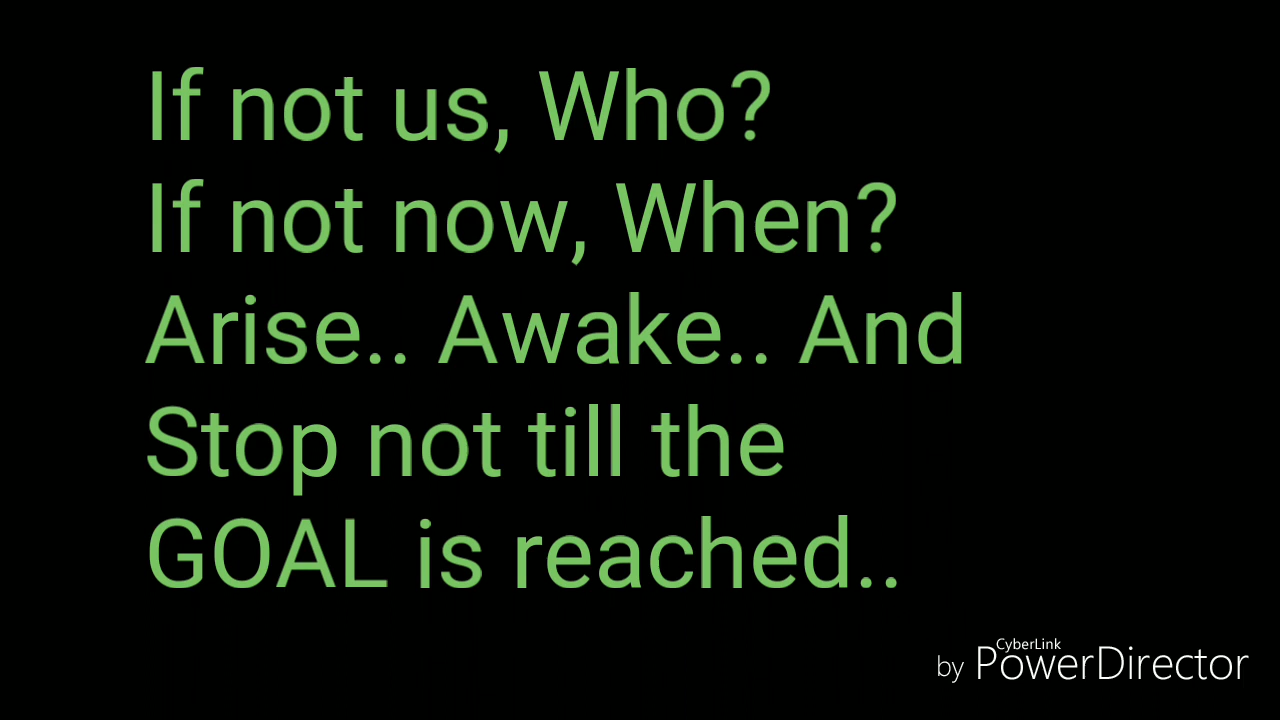 If not us, Who?
If not now, When?
Arise.. Awake.. And
Stop not till the
GOAL is reached..
CyberLink
by PowerDirector